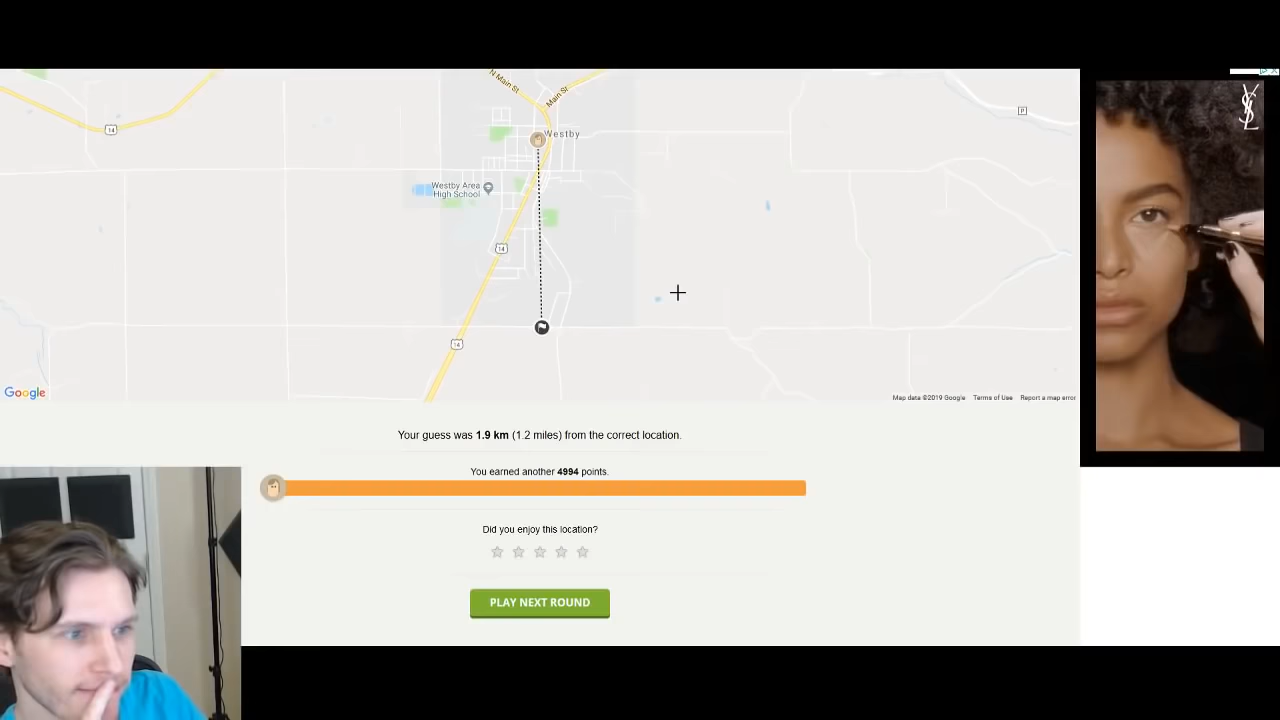 N Main St
Main St
14
P
Westby
Westby Area
High School
14
14
Google
Map data ©2019 Google Terms of Use Report a map error
YSL
Your guess was 1.9 km (1.2 miles) from the correct location.
You earned another 4994 points.
Did you enjoy this location?
PLAY NEXT ROUND